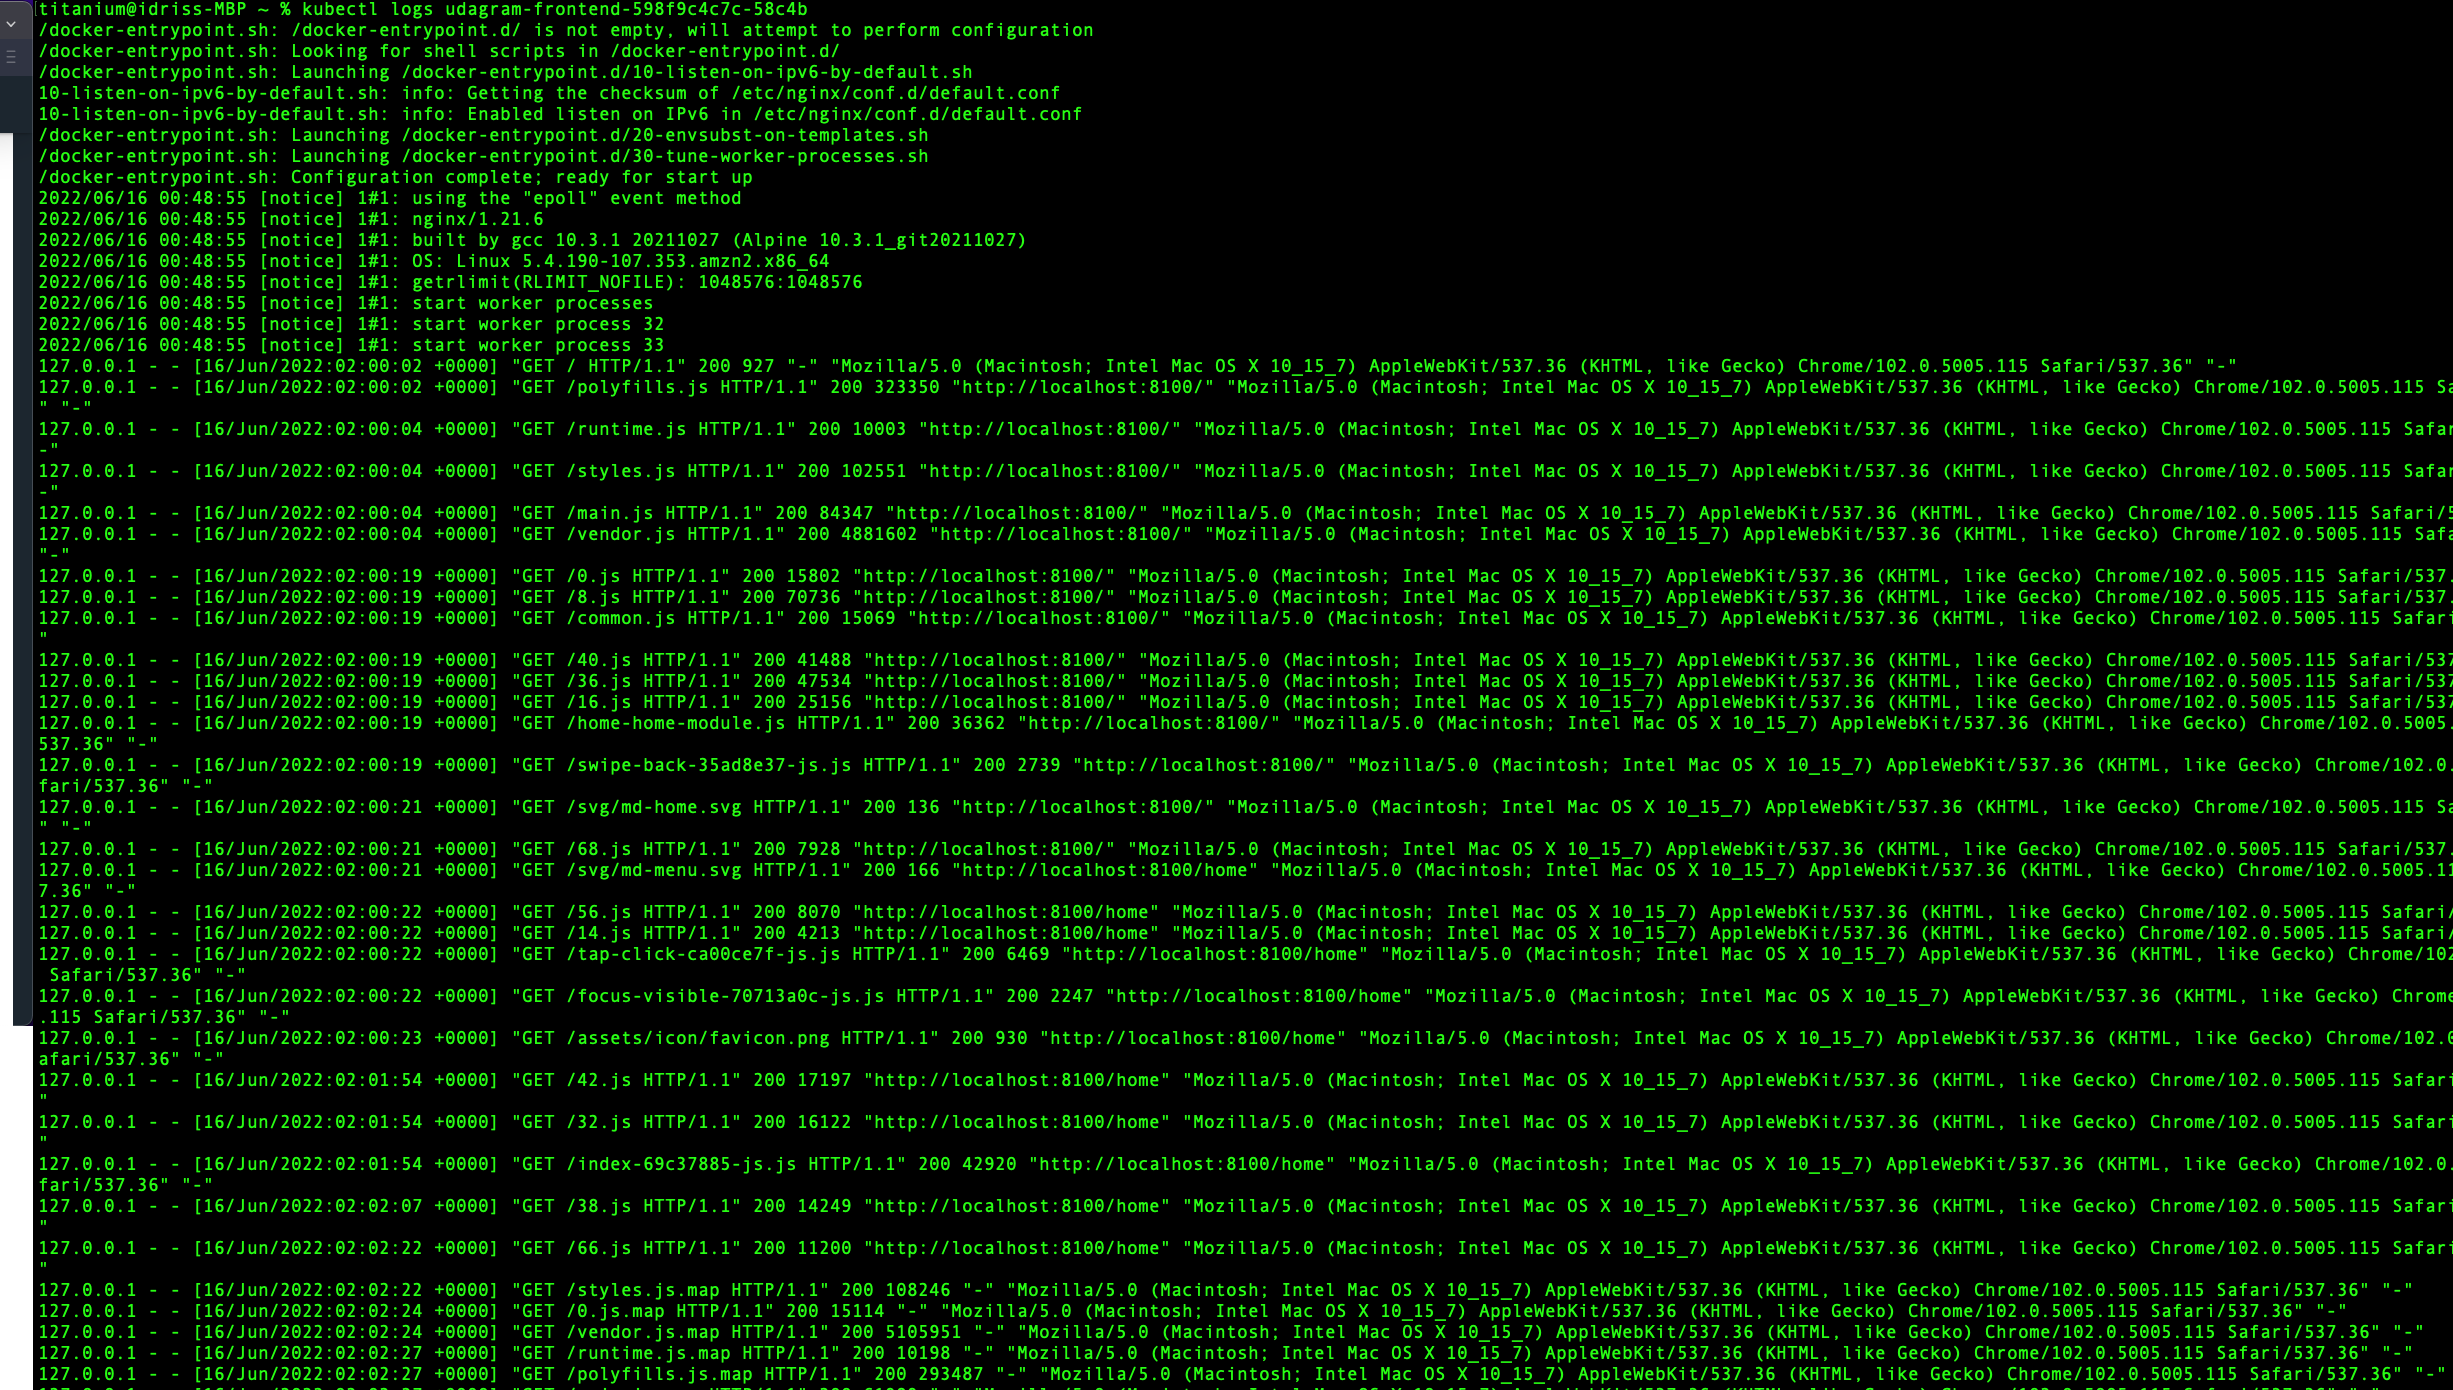 titanium@idriss-MBP ~ % kubectl logs udagram-frontend-598f9c4c7c-58c4b
/docker-entrypoint.sh: /docker-entrypoint.d/ is not empty, will attempt to perform configuration
/docker-entrypoint.sh: Looking for shell scripts in /docker-entrypoint.d/
/docker-entrypoint.sh: Launching /docker-entrypoint.d/10-listen-on-ipv6-by-default.sh
10-listen-on-ipv6-by-default.sh: info: Getting the checksum of /etc/nginx/conf.d/default.conf
10-listen-on-ipv6-by-default.sh: info: Enabled listen on IPv6 in /etc/nginx/conf.d/default.conf
/docker-entrypoint.sh: Launching /docker-entrypoint.d/20-envsubst-on-templates.sh
/docker-entrypoint.sh: Launching /docker-entrypoint.d/30-tune-worker-processes.sh
/docker-entrypoint.sh: Configuration complete; ready for start up
2022/06/16 00:48:55 [notice] 1#1: using the "epoll" event method
2022/06/16 00:48:55 [notice] 1#1: nginx/1.21.6
2022/06/16 00:48:55 [notice] 1#1: built by gcc 10.3.1 20211027 (Alpine 10.3.1_git20211027)
2022/06/16 00:48:55 [notice] 1#1: OS: Linux 5.4.190-107.353.amzn2.x86_64
2022/06/16 00:48:55 [notice] 1#1: getrlimit(RLIMIT_NOFILE): 1048576:1048576
2022/06/16 00:48:55 [notice] 1#1: start worker processes
2022/06/16 00:48:55 [notice] 1#1: start worker process 32
2022/06/16 00:48:55 [notice] 1#1: start worker process 33
127.0.0.1 - - [16/Jun/2022:02:00:02 +0000] "GET / HTTP/1.1" 200 927 "-" "Mozilla/5.0 (Macintosh; Intel Mac OS X 10_15_7) AppleWebKit/537.36 (KHTML, like Gecko) Chrome/102.0.5005.115 Safari/537.36" "-"
127.0.0.1 - - [16/Jun/2022:02:00:02 +0000] "GET /polyfills.js HTTP/1.1" 200 323350 "http://localhost:8100/" "Mozilla/5.0 (Macintosh; Intel Mac OS X 10_15_7) AppleWebKit/537.36 (KHTML, like Gecko) Chrome/102.0.5005.115 Sa
" "-"
127.0.0.1 - - [16/Jun/2022:02:00:04 +0000] "GET /runtime.js HTTP/1.1" 200 10003 "http://localhost:8100/" "Mozilla/5.0 (Macintosh; Intel Mac OS X 10_15_7) AppleWebKit/537.36 (KHTML, like Gecko) Chrome/102.0.5005.115 Safar
-"
127.0.0.1 - - [16/Jun/2022:02:00:04 +0000] "GET /styles.js HTTP/1.1" 200 102551 "http://localhost:8100/" "Mozilla/5.0 (Macintosh; Intel Mac OS X 10_15_7) AppleWebKit/537.36 (KHTML, like Gecko) Chrome/102.0.5005.115 Safar
-"
127.0.0.1 - - [16/Jun/2022:02:00:04 +0000] "GET /main.js HTTP/1.1" 200 84347 "http://localhost:8100/" "Mozilla/5.0 (Macintosh; Intel Mac OS X 10_15_7) AppleWebKit/537.36 (KHTML, like Gecko) Chrome/102.0.5005.115 Safari/5
127.0.0.1 - - [16/Jun/2022:02:00:04 +0000] "GET /vendor.js HTTP/1.1" 200 4881602 "http://localhost:8100/" "Mozilla/5.0 (Macintosh; Intel Mac OS X 10_15_7) AppleWebKit/537.36 (KHTML, like Gecko) Chrome/102.0.5005.115 Safa
"-"
127.0.0.1 - - [16/Jun/2022:02:00:19 +0000] "GET /0.js HTTP/1.1" 200 15802 "http://localhost:8100/" "Mozilla/5.0 (Macintosh; Intel Mac OS X 10_15_7) AppleWebKit/537.36 (KHTML, like Gecko) Chrome/102.0.5005.115 Safari/537.
127.0.0.1 - - [16/Jun/2022:02:00:19 +0000] "GET /8.js HTTP/1.1" 200 70736 "http://localhost:8100/" "Mozilla/5.0 (Macintosh; Intel Mac OS X 10_15_7) AppleWebKit/537.36 (KHTML, like Gecko) Chrome/102.0.5005.115 Safari/537.
127.0.0.1 - - [16/Jun/2022:02:00:19 +0000] "GET /common.js HTTP/1.1" 200 15069 "http://localhost:8100/" "Mozilla/5.0 (Macintosh; Intel Mac OS X 10_15_7) AppleWebKit/537.36 (KHTML, like Gecko) Chrome/102.0.5005.115 Safari
"
127.0.0.1 - - [16/Jun/2022:02:00:19 +0000] "GET /40.js HTTP/1.1" 200 41488 "http://localhost:8100/" "Mozilla/5.0 (Macintosh; Intel Mac OS X 10_15_7) AppleWebKit/537.36 (KHTML, like Gecko) Chrome/102.0.5005.115 Safari/537
127.0.0.1 - - [16/Jun/2022:02:00:19 +0000] "GET /36.js HTTP/1.1" 200 47534 "http://localhost:8100/" "Mozilla/5.0 (Macintosh; Intel Mac OS X 10_15_7) AppleWebKit/537.36 (KHTML, like Gecko) Chrome/102.0.5005.115 Safari/537
127.0.0.1 - - [16/Jun/2022:02:00:19 +0000] "GET /16.js HTTP/1.1" 200 25156 "http://localhost:8100/" "Mozilla/5.0 (Macintosh; Intel Mac OS X 10_15_7) AppleWebKit/537.36 (KHTML, like Gecko) Chrome/102.0.5005.115 Safari/537
127.0.0.1 - - [16/Jun/2022:02:00:19 +0000] "GET /home-home-module.js HTTP/1.1" 200 36362 "http://localhost:8100/" "Mozilla/5.0 (Macintosh; Intel Mac OS X 10_15_7) AppleWebKit/537.36 (KHTML, like Gecko) Chrome/102.0.5005.
537.36" "-"
127.0.0.1 - - [16/Jun/2022:02:00:19 +0000] "GET /swipe-back-35ad8e37-js.js HTTP/1.1" 200 2739 "http://localhost:8100/" "Mozilla/5.0 (Macintosh; Intel Mac OS X 10_15_7) AppleWebKit/537.36 (KHTML, like Gecko) Chrome/102.0.
fari/537.36" "-"
127.0.0.1 - - [16/Jun/2022:02:00:21 +0000] "GET /svg/md-home.svg HTTP/1.1" 200 136 "http://localhost:8100/" "Mozilla/5.0 (Macintosh; Intel Mac OS X 10_15_7) AppleWebKit/537.36 (KHTML, like Gecko) Chrome/102.0.5005.115 Sa
" "-"
127.0.0.1 - - [16/Jun/2022:02:00:21 +0000] "GET /68.js HTTP/1.1" 200 7928 "http://localhost:8100/" "Mozilla/5.0 (Macintosh; Intel Mac OS X 10_15_7) AppleWebKit/537.36 (KHTML, like Gecko) Chrome/102.0.5005.115 Safari/537.
127.0.0.1 - - [16/Jun/2022:02:00:21 +0000] "GET /svg/md-menu.svg HTTP/1.1" 200 166 "http://localhost:8100/home" "Mozilla/5.0 (Macintosh; Intel Mac OS X 10_15_7) AppleWebKit/537.36 (KHTML, like Gecko) Chrome/102.0.5005.11
7.36" "-"
127.0.0.1 - - [16/Jun/2022:02:00:22 +0000] "GET /56.js HTTP/1.1" 200 8070 "http://localhost:8100/home" "Mozilla/5.0 (Macintosh; Intel Mac OS X 10_15_7) AppleWebKit/537.36 (KHTML, like Gecko) Chrome/102.0.5005.115 Safari/
127.0.0.1 - - [16/Jun/2022:02:00:22 +0000] "GET /14.js HTTP/1.1" 200 4213 "http://localhost:8100/home" "Mozilla/5.0 (Macintosh; Intel Mac OS X 10_15_7) AppleWebKit/537.36 (KHTML, like Gecko) Chrome/102.0.5005.115 Safari/
127.0.0.1 - - [16/Jun/2022:02:00:22 +0000] "GET /tap-click-ca00ce7f-js.js HTTP/1.1" 200 6469 "http://localhost:8100/home" "Mozilla/5.0 (Macintosh; Intel Mac OS X 10_15_7) AppleWebKit/537.36 (KHTML, like Gecko) Chrome/102
 Safari/537.36" "-"
127.0.0.1 - - [16/Jun/2022:02:00:22 +0000] "GET /focus-visible-70713a0c-js.js HTTP/1.1" 200 2247 "http://localhost:8100/home" "Mozilla/5.0 (Macintosh; Intel Mac OS X 10_15_7) AppleWebKit/537.36 (KHTML, like Gecko) Chrome
.115 Safari/537.36" "-"
127.0.0.1 - - [16/Jun/2022:02:00:23 +0000] "GET /assets/icon/favicon.png HTTP/1.1" 200 930 "http://localhost:8100/home" "Mozilla/5.0 (Macintosh; Intel Mac OS X 10_15_7) AppleWebKit/537.36 (KHTML, like Gecko) Chrome/102.0
afari/537.36" "-"
127.0.0.1 - - [16/Jun/2022:02:01:54 +0000] "GET /42.js HTTP/1.1" 200 17197 "http://localhost:8100/home" "Mozilla/5.0 (Macintosh; Intel Mac OS X 10_15_7) AppleWebKit/537.36 (KHTML, like Gecko) Chrome/102.0.5005.115 Safari
"
127.0.0.1 - - [16/Jun/2022:02:01:54 +0000] "GET /32.js HTTP/1.1" 200 16122 "http://localhost:8100/home" "Mozilla/5.0 (Macintosh; Intel Mac OS X 10_15_7) AppleWebKit/537.36 (KHTML, like Gecko) Chrome/102.0.5005.115 Safari
"
127.0.0.1 - - [16/Jun/2022:02:01:54 +0000] "GET /index-69c37885-js.js HTTP/1.1" 200 42920 "http://localhost:8100/home" "Mozilla/5.0 (Macintosh; Intel Mac OS X 10_15_7) AppleWebKit/537.36 (KHTML, like Gecko) Chrome/102.0.
fari/537.36" "-"
127.0.0.1 - - [16/Jun/2022:02:02:07 +0000] "GET /38.js HTTP/1.1" 200 14249 "http://localhost:8100/home" "Mozilla/5.0 (Macintosh; Intel Mac OS X 10_15_7) AppleWebKit/537.36 (KHTML, like Gecko) Chrome/102.0.5005.115 Safari
"
127.0.0.1 - - [16/Jun/2022:02:02:22 +0000] "GET /66.js HTTP/1.1" 200 11200 "http://localhost:8100/home" "Mozilla/5.0 (Macintosh; Intel Mac OS X 10_15_7) AppleWebKit/537.36 (KHTML, like Gecko) Chrome/102.0.5005.115 Safari
"
127.0.0.1 - - [16/Jun/2022:02:02:22 +0000] "GET /styles.js.map HTTP/1.1" 200 108246 "-" "Mozilla/5.0 (Macintosh; Intel Mac OS X 10_15_7) AppleWebKit/537.36 (KHTML, like Gecko) Chrome/102.0.5005.115 Safari/537.36" "-"
127.0.0.1 - - [16/Jun/2022:02:02:24 +0000] "GET /0.js.map HTTP/1.1" 200 15114 "-" "Mozilla/5.0 (Macintosh; Intel Mac OS X 10_15_7) AppleWebKit/537.36 (KHTML, like Gecko) Chrome/102.0.5005.115 Safari/537.36" "-"
127.0.0.1 - - [16/Jun/2022:02:02:24 +0000] "GET /vendor.js.map HTTP/1.1" 200 5105951 "-" "Mozilla/5.0 (Macintosh; Intel Mac OS X 10_15_7) AppleWebKit/537.36 (KHTML, like Gecko) Chrome/102.0.5005.115 Safari/537.36" "-"
127.0.0.1 - - [16/Jun/2022:02:02:27 +0000] "GET /runtime.js.map HTTP/1.1" 200 10198 "-" "Mozilla/5.0 (Macintosh; Intel Mac OS X 10_15_7) AppleWebKit/537.36 (KHTML, like Gecko) Chrome/102.0.5005.115 Safari/537.36" "-"
127.0.0.1 - - [16/Jun/2022:02:02:27 +0000] "GET /polyfills.js.map HTTP/1.1" 200 293487 "-" "Mozilla/5.0 (Macintosh; Intel Mac OS X 10_15_7) AppleWebKit/537.36 (KHTML, like Gecko) Chrome/102.0.5005.115 Safari/537.36" "-"